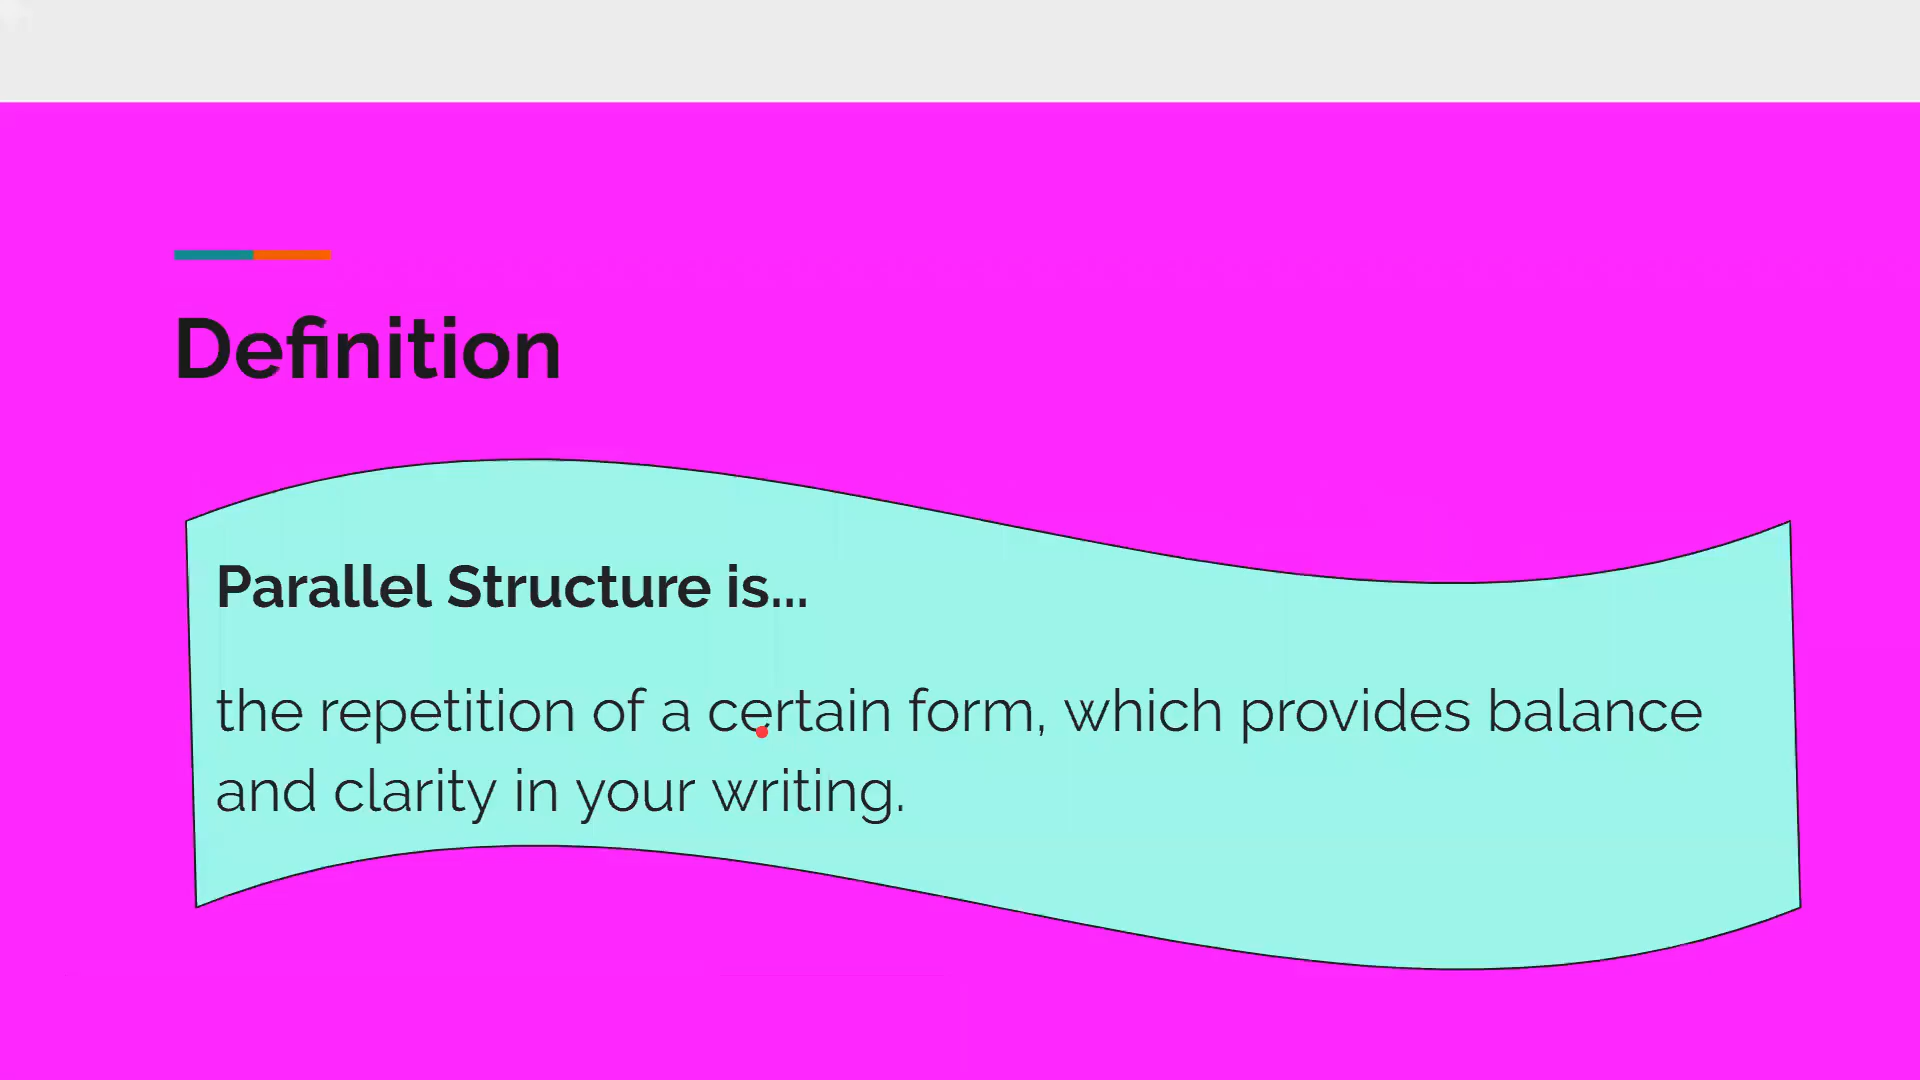 Definition
Parallel Structure is...
the repetition of a certain form, which provides balance
and clarity in your writing.